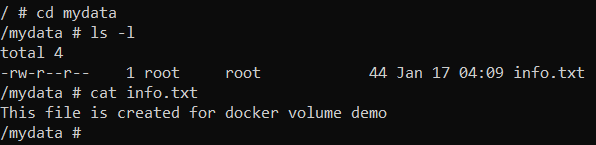 / # cd mydata
/mydata # ls -l
total 4
-rw-r--r--    1 root     root            44 Jan 17 04:09 info.txt
/mydata # cat info.txt
This file is created for docker volume demo
/mydata #